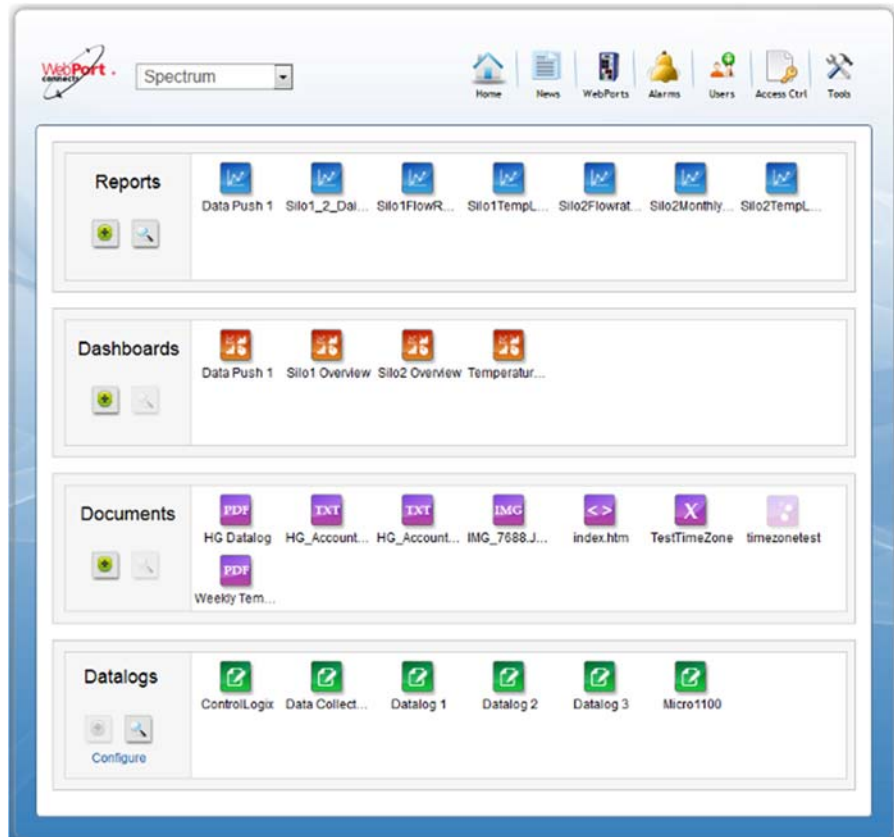 WebPort.
connects
Spectrum
Home News WebPorts Alarms Users Access Ctrl Tools
Reports
Data Push 1 Silo1_2_Dai... Silo1FlowR... Silo1TempL... Silo2Flowrat... Silo2Monthly... Silo2TempL...
Dashboards
Data Push 1 Silo1 Overview Silo2 Overview Temperatur...
Documents
PDF TXT TXT IMG <> X
HG Datalog HG_Account... HG_Account... IMG_7688.J... index.htm TestTimeZone timezonetest
PDF
Weekly Tem...
Datalogs
ControlLogix Data Collect... Datalog 1 Datalog 2 Datalog 3 Micro1100
Configure